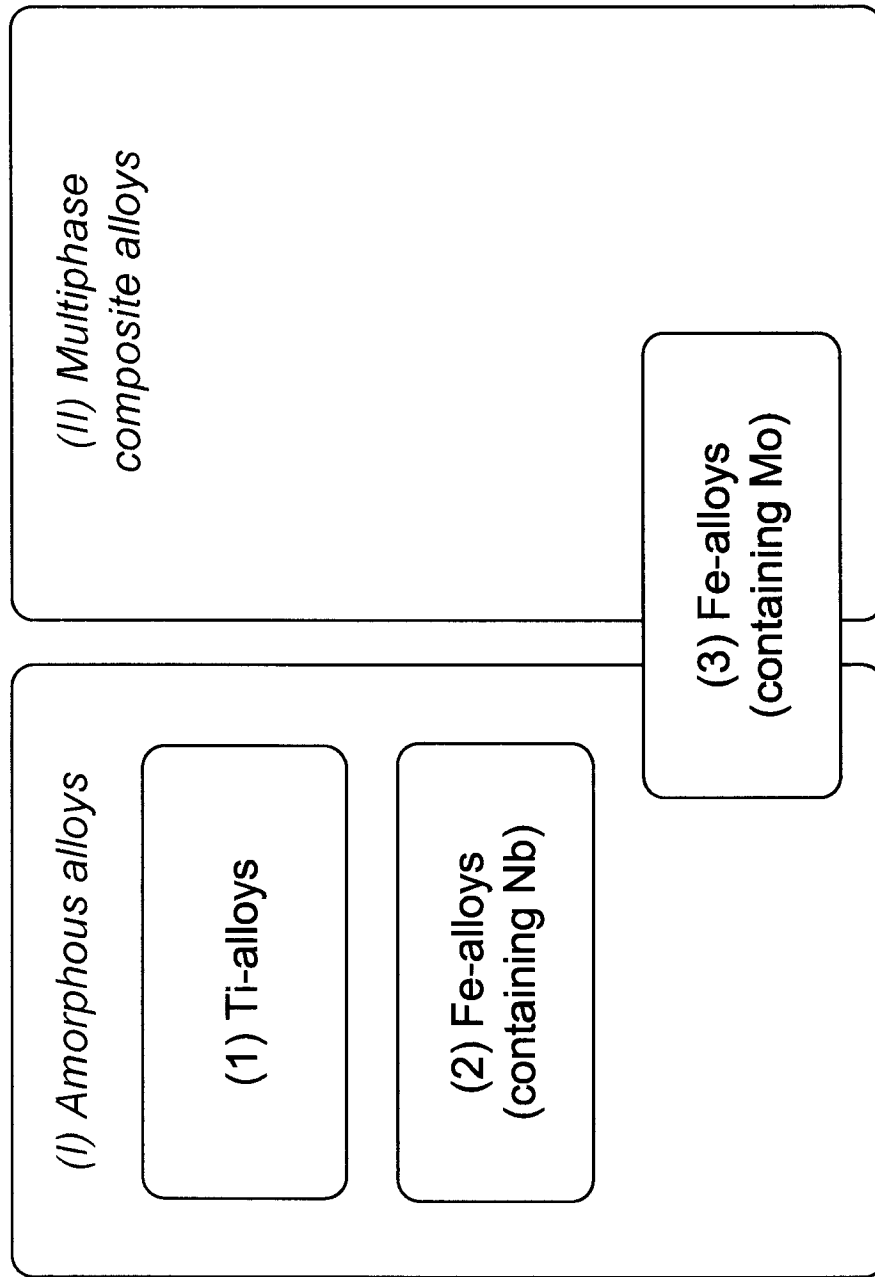 (I) Amorphous alloys
(1) Ti-alloys
(2) Fe-alloys
(containing Nb)
(3) Fe-alloys
(containing Mo)
(II) Multiphase
composite alloys